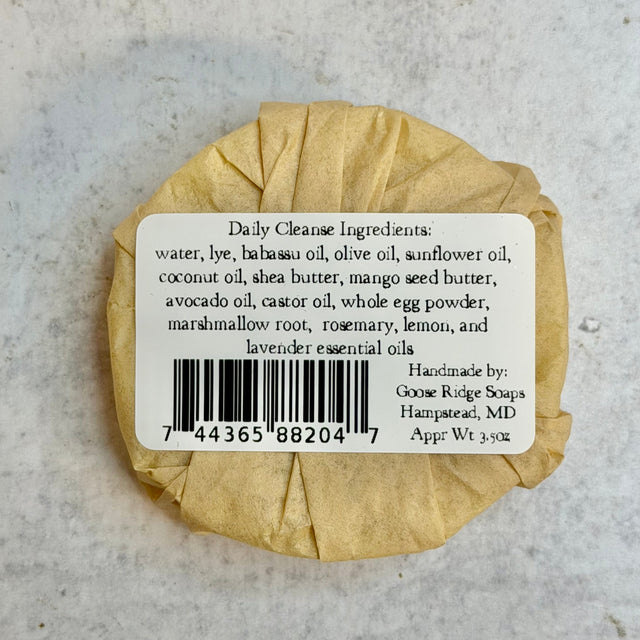 Daily Cleanse Ingredients:
water, lye, babassu oil, olive oil, sunflower oil,
coconut oil, shea butter, mango seed butter,
avocado oil, castor oil, whole egg powder,
marshmallow root, rosemary, lemon, and
lavender essential oils
Handmade by:
Goose Ridge Soaps
Hampstead, MD
Appr Wt 3.5oz
7 44365 88204 7